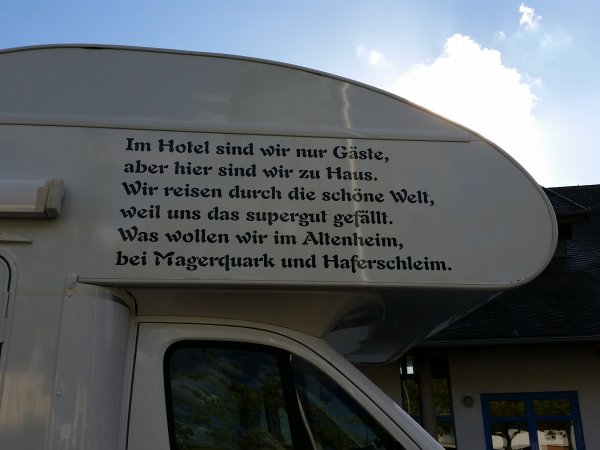 Im Hotel sind wir nur Gäste,
aber hier sind wir zu Haus.
Wir reisen durch die schöne Welt,
weil uns das supergut gefällt.
Was wollen wir im Altenheim,
bei Magerquark und Haferschleim.